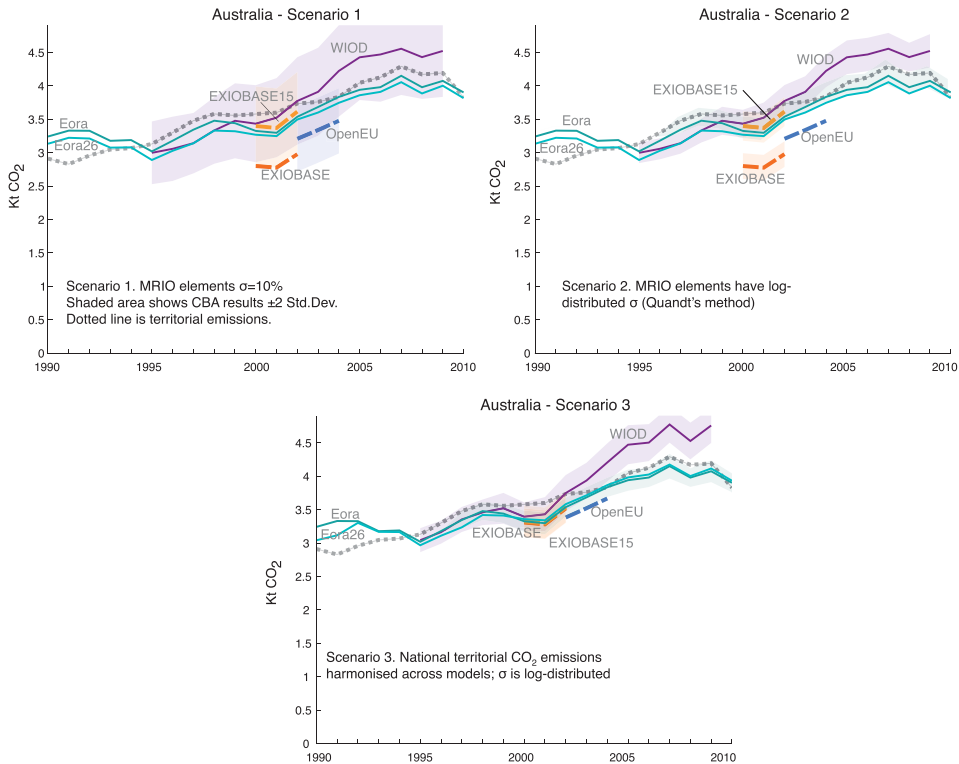 Australia - Scenario 1
Kt CO2
4.5
4
3.5
3
2.5
2
1.5
1
0.5
0
1990
1995
2000
2005
2010
WIOD
EXIOBASE15
Eora
Eora26
OpenEU
EXIOBASE
Scenario 1. MRIO elements σ=10%
Shaded area shows CBA results ±2 Std.Dev.
Dotted line is territorial emissions.
Australia - Scenario 2
Kt CO2
4.5
4
3.5
3
2.5
2
1.5
1
0.5
0
1990
1995
2000
2005
2010
WIOD
EXIOBASE15
Eora
Eora26
OpenEU
EXIOBASE
Scenario 2. MRIO elements have log-
distributed σ (Quandt's method)
Australia - Scenario 3
Kt CO2
4.5
4
3.5
3
2.5
2
1.5
1
0.5
0
1990
1995
2000
2005
2010
WIOD
Eora
Eora26
OpenEU
EXIOBASE
EXIOBASE15
Scenario 3. National territorial CO2 emissions
harmonised across models; σ is log-distributed